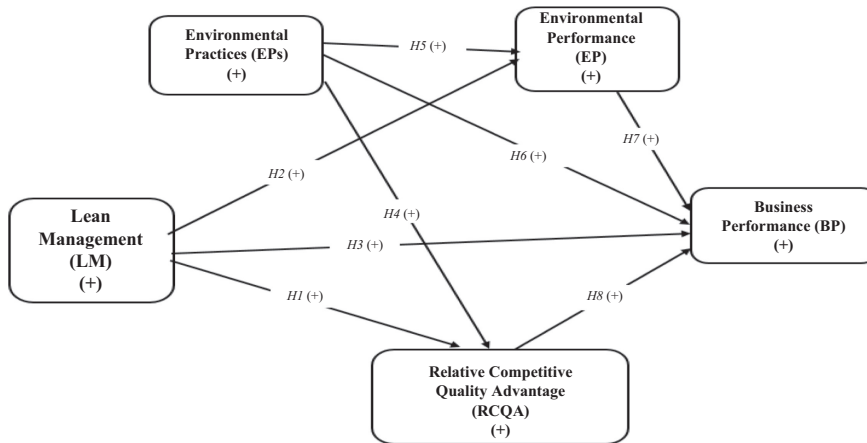 Environmental
Practices (EPs)
(+)
Environmental
Performance
(EP)
(+)
H5 (+)
H7 (+)
H2 (+)
H6 (+)
Lean
Management
(LM)
(+)
H4 (+)
H3 (+)
Business
Performance (BP)
(+)
H1 (+)
H8 (+)
Relative Competitive
Quality Advantage
(RCQA)
(+)